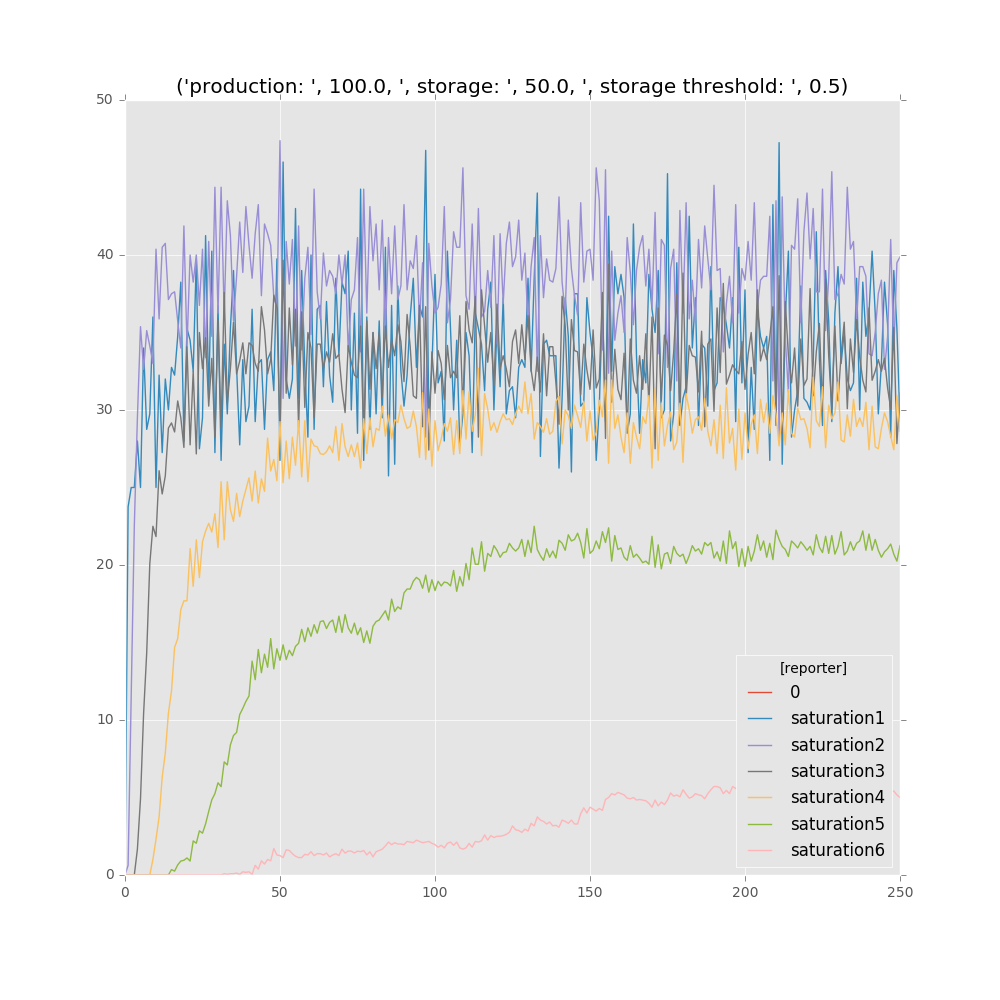 ('production: ', 100.0, ', storage: ', 50.0, ', storage threshold: ', 0.5)
50
40
30
20
10
0
0 50 100 150 200 250
[reporter]
0
saturation1
saturation2
saturation3
saturation4
saturation5
saturation6